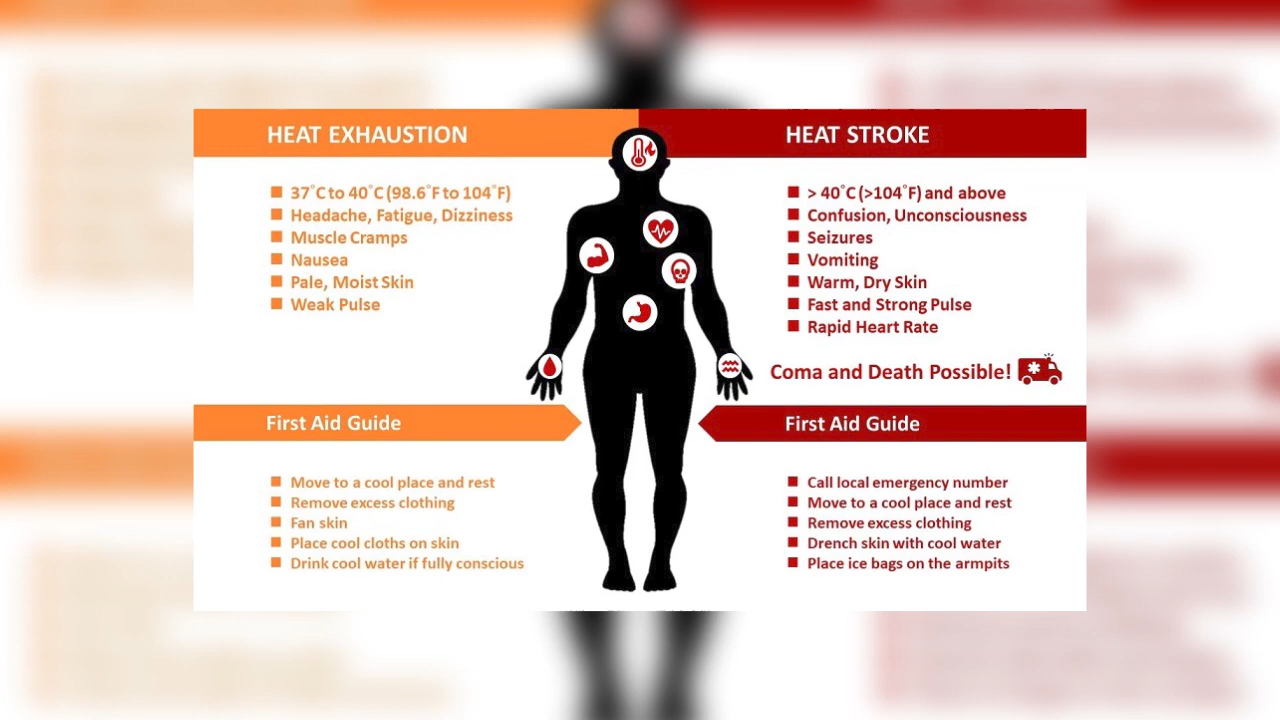 HEAT EXHAUSTION
37°C to 40°C (98.6°F to 104°F)
Headache, Fatigue, Dizziness
Muscle Cramps
Nausea
Pale, Moist Skin
Weak Pulse
First Aid Guide
Move to a cool place and rest
Remove excess clothing
Fan skin
Place cool cloths on skin
Drink cool water if fully conscious
HEAT STROKE
> 40°C (>104°F) and above
Confusion, Unconsciousness
Seizures
Vomiting
Warm, Dry Skin
Fast and Strong Pulse
Rapid Heart Rate
Coma and Death Possible!
First Aid Guide
Call local emergency number
Move to a cool place and rest
Remove excess clothing
Drench skin with cool water
Place ice bags on the armpits